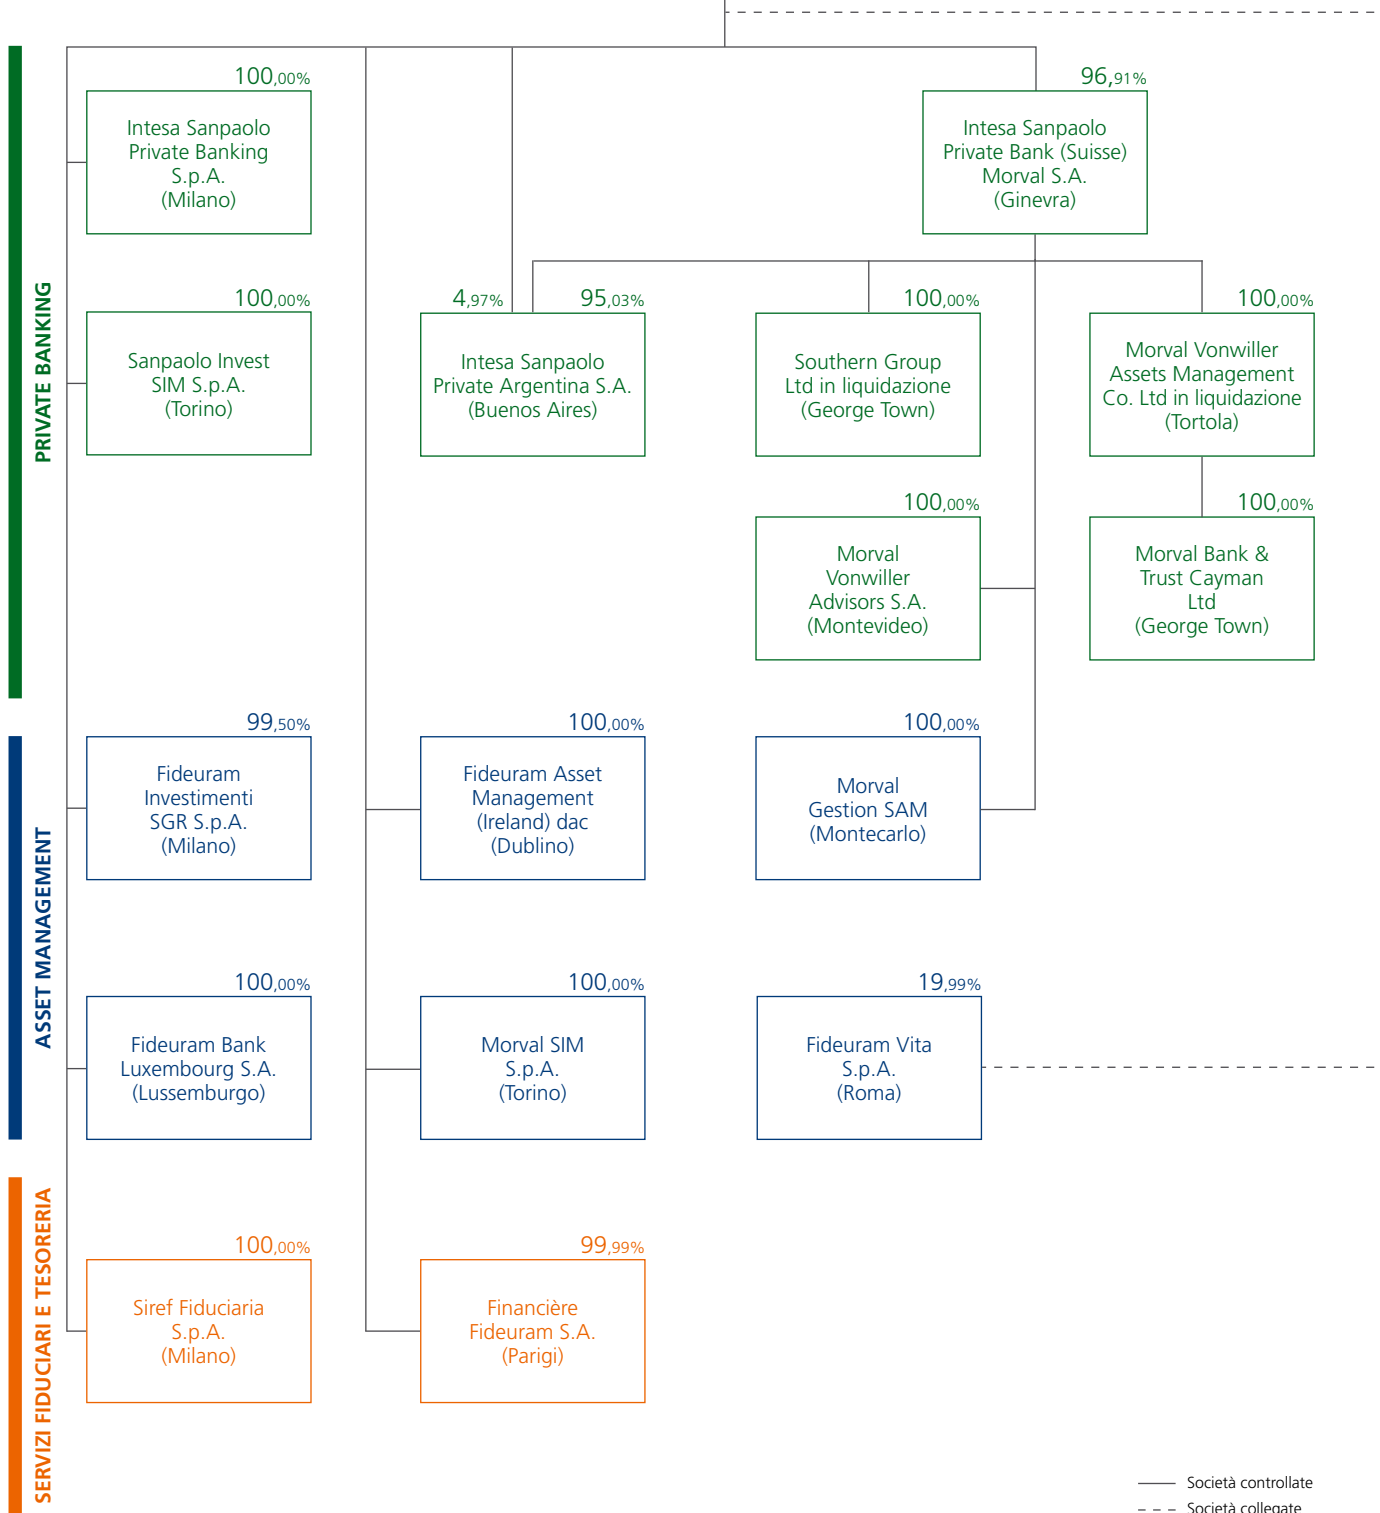 PRIVATE BANKING
100,00%
Intesa Sanpaolo
Private Banking
S.p.A.
(Milano)
96,91%
Intesa Sanpaolo
Private Bank (Suisse)
Morval S.A.
(Ginevra)
100,00%
Sanpaolo Invest
SIM S.p.A.
(Torino)
4,97% 95,03%
Intesa Sanpaolo
Private Argentina S.A.
(Buenos Aires)
100,00%
Southern Group
Ltd in liquidazione
(George Town)
100,00%
Morval Vonwiller
Assets Management
Co. Ltd in liquidazione
(Tortola)
100,00%
Morval
Vonwiller
Advisors S.A.
(Montevideo)
100,00%
Morval Bank &
Trust Cayman
Ltd
(George Town)
ASSET MANAGEMENT
99,50%
Fideuram
Investimenti
SGR S.p.A.
(Milano)
100,00%
Fideuram Asset
Management
(Ireland) dac
(Dublino)
100,00%
Morval
Gestion SAM
(Montecarlo)
100,00%
Fideuram Bank
Luxembourg S.A.
(Lussemburgo)
100,00%
Morval SIM
S.p.A.
(Torino)
19,99%
Fideuram Vita
S.p.A.
(Roma)
SERVIZI FIDUCIARI E TESORERIA
100,00%
Siref Fiduciaria
S.p.A.
(Milano)
99,99%
Financière
Fideuram S.A.
(Parigi)
Società controllate
Società collegate